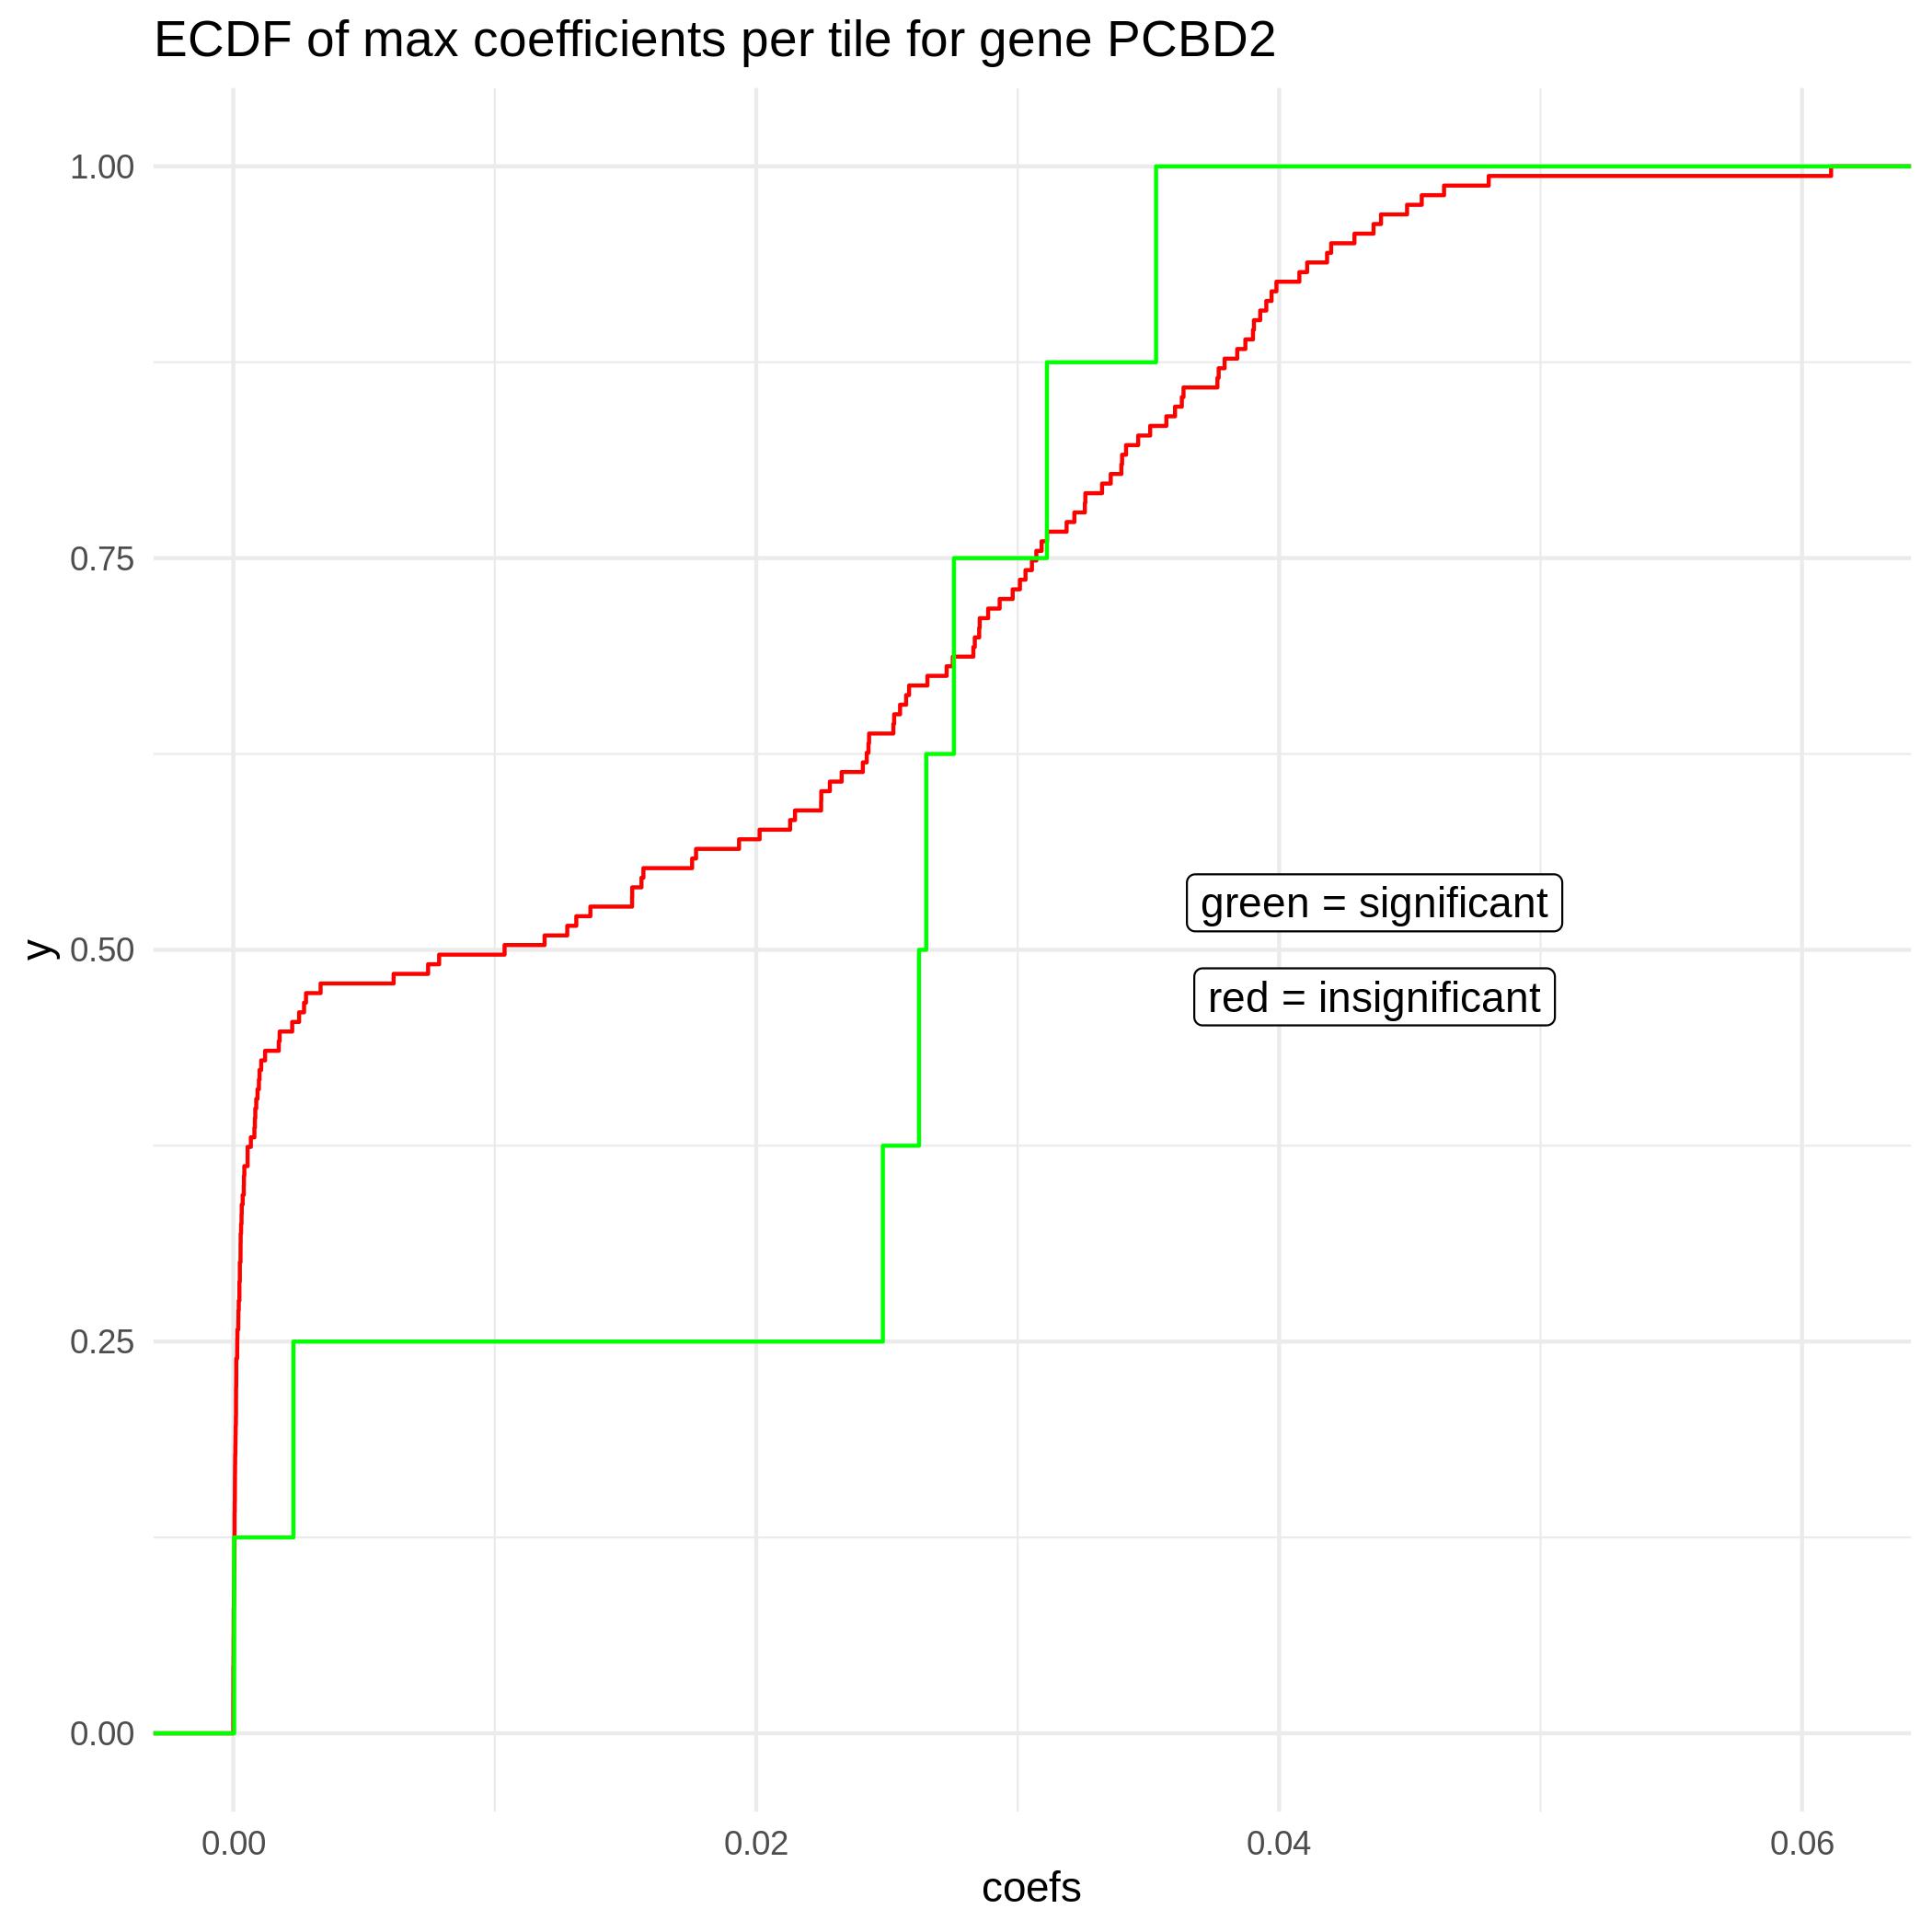 ECDF of max coefficients per tile for gene PCBD2
1.00
0.75
0.50
0.25
0.00
y
green = significant
red = insignificant
0.00 0.02 0.04 0.06
coefs